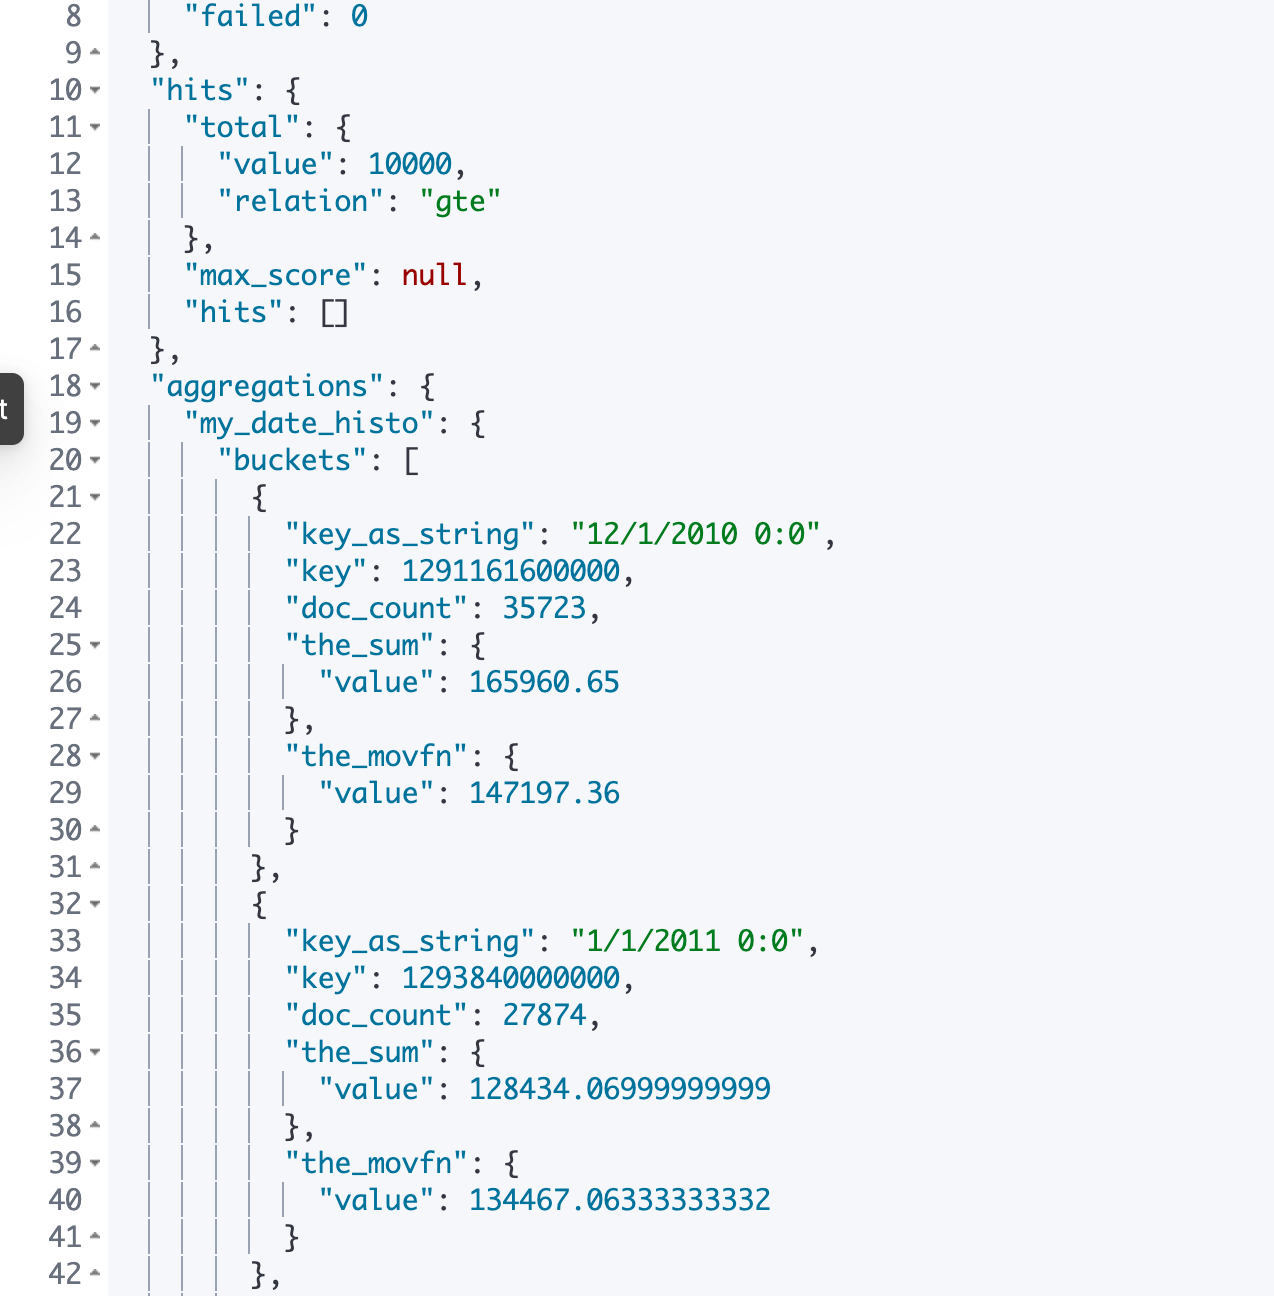 8 "failed": 0
9 },
10 "hits": {
11 "total": {
12 "value": 10000,
13 "relation": "gte"
14 },
15 "max_score": null,
16 "hits": []
17 },
18 "aggregations": {
t
19 "my_date_histo": {
20 "buckets": [
21 {
22 "key_as_string": "12/1/2010 0:0",
23 "key": 1291161600000,
24 "doc_count": 35723,
25 "the_sum": {
26 "value": 165960.65
27 },
28 "the_movfn": {
29 "value": 147197.36
30 }
31 },
32 {
33 "key_as_string": "1/1/2011 0:0",
34 "key": 1293840000000,
35 "doc_count": 27874,
36 "the_sum": {
37 "value": 128434.06999999999
38 },
39 "the_movfn": {
40 "value": 134467.06333333332
41 }
42 },